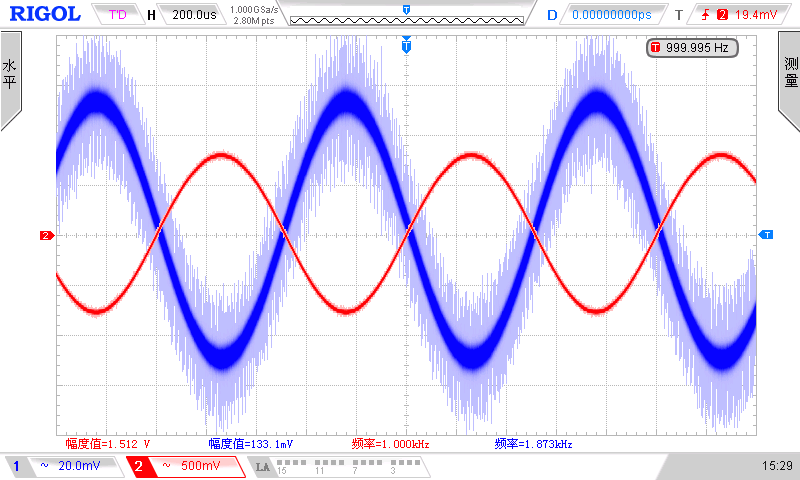 RIGOL T'D H 200.0us 1.000GSa/s 2.80M pts D 0.00000000ps T 2 19.4mV
T 999.995 Hz
水平
测量
T
T
2
T
幅度值=1.512 V 幅度值=133.1mV 频率=1.000kHz 频率=1.873kHz
1 ~ 20.0mV 2 ~ 500mV LA 15 11 7 3 15:29